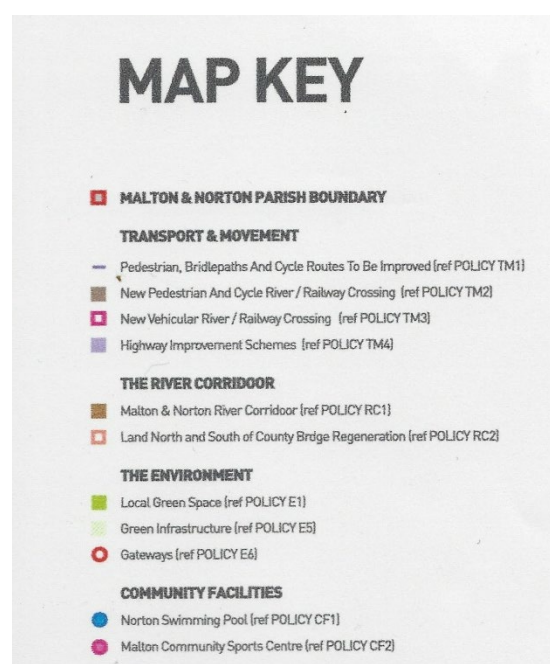 MAP KEY
MALTON & NORTON PARISH BOUNDARY
TRANSPORT & MOVEMENT
Pedestrian, Bridlepaths And Cycle Routes To Be Improved (ref POLICY TM1)
New Pedestrian And Cycle River / Railway Crossing (ref POLICY TM2)
New Vehicular River / Railway Crossing (ref POLICY TM3)
Highway Improvement Schemes (ref POLICY TM4)
THE RIVER CORRIDOOR
Malton & Norton River Corridoor (ref POLICY RC1)
Land North and South of County Brdge Regeneration (ref POLICY RC2)
THE ENVIRONMENT
Local Green Space (ref POLICY E1)
Green Infrastructure (ref POLICY E5)
Gateways (ref POLICY E6)
COMMUNITY FACILITIES
Norton Swimming Pool (ref POLICY CF1)
Malton Community Sports Centre (ref POLICY CF2)